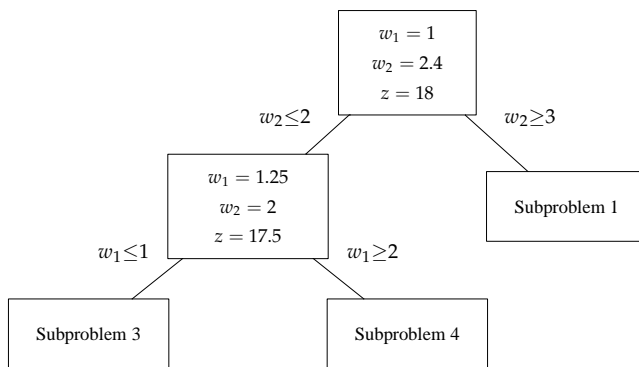 w₁ = 1
w₂ = 2.4
z = 18
w₂≤2
w₂≥3
w₁ = 1.25
w₂ = 2
z = 17.5
Subproblem 1
w₁≤1
w₁≥2
Subproblem 3
Subproblem 4